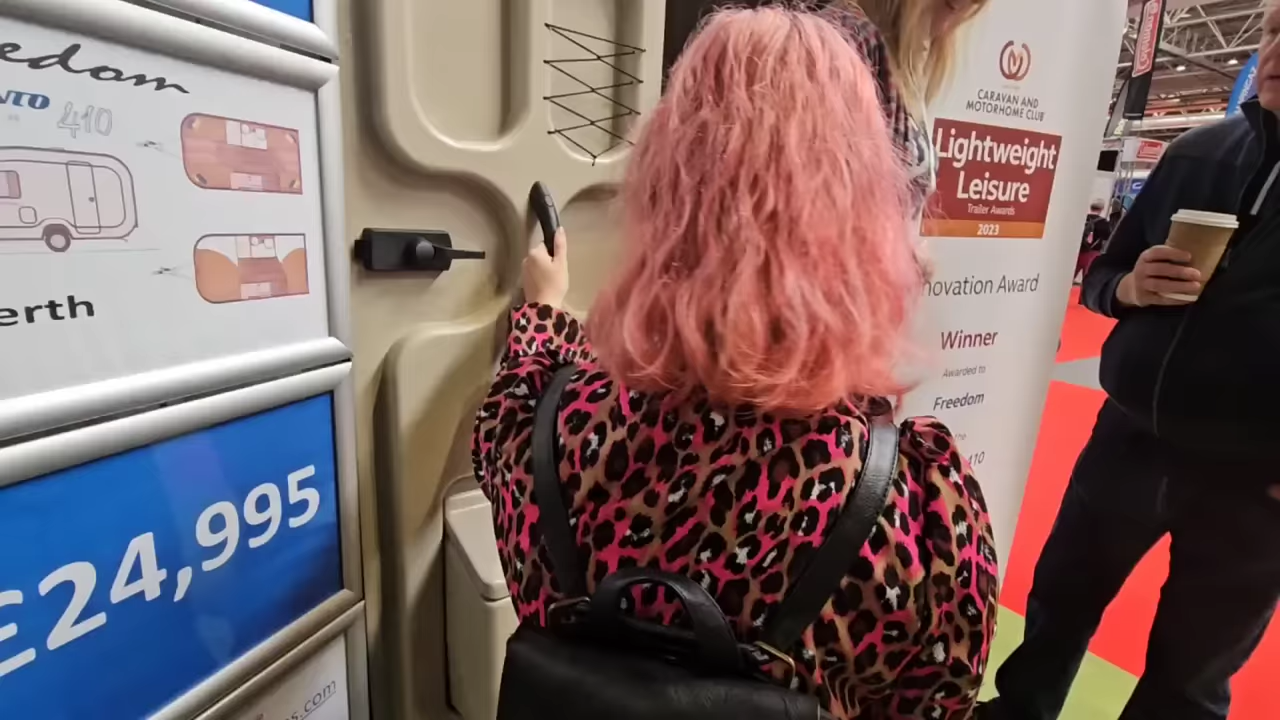 edom
410
erth
£24,995
s.com
CARAVAN AND
MOTORHOME CLUB
Lightweight
Leisure
Trailer Awards
2023
novation Award
Winner
Awarded to
Freedom
410